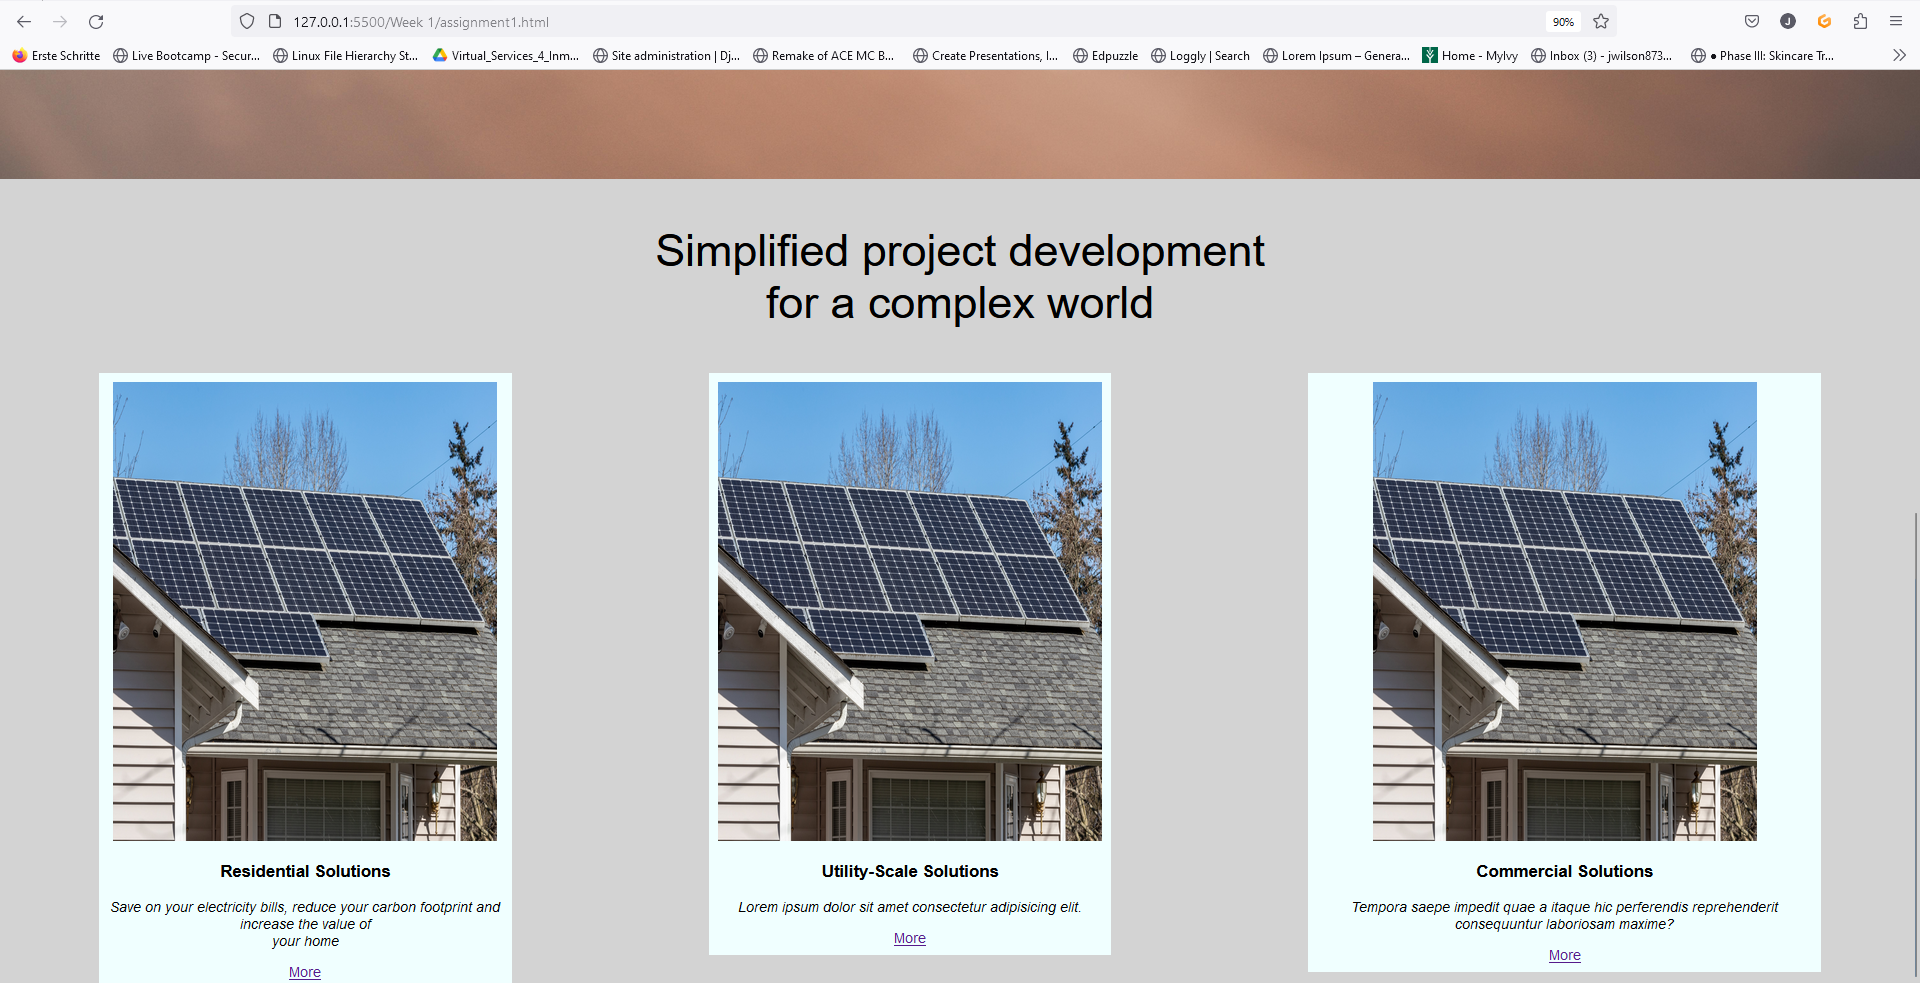 127.0.0.1:5500/Week 1/assignment1.html
90%
J
Erste Schritte
Live Bootcamp - Secur...
Linux File Hierarchy St...
Virtual_Services_4_Inm...
Site administration | Dj...
Remake of ACE MC B...
Create Presentations, I...
Edpuzzle
Loggly | Search
Lorem Ipsum – Genera...
Home - MyIvy
Inbox (3) - jwilson873...
● Phase III: Skincare Tr...
Simplified project development
for a complex world
Residential Solutions
Save on your electricity bills, reduce your carbon footprint and
increase the value of
your home
More
Utility-Scale Solutions
Lorem ipsum dolor sit amet consectetur adipisicing elit.
More
Commercial Solutions
Tempora saepe impedit quae a itaque hic perferendis reprehenderit
consequuntur laboriosam maxime?
More